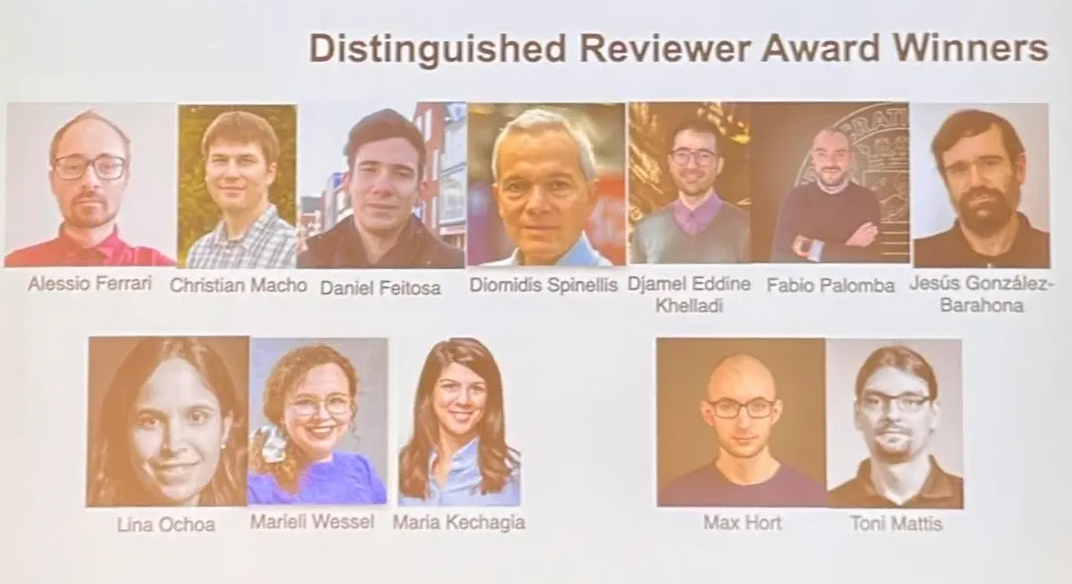 Distinguished Reviewer Award Winners
Alessio Ferrari
Christian Macho
Daniel Feitosa
Diomidis Spinellis
Djamel Eddine
Khelladi
Fabio Palomba
Jesús González-
Barahona
Lina Ochoa
Marieli Wessel
Maria Kechagia
Max Hort
Toni Mattis